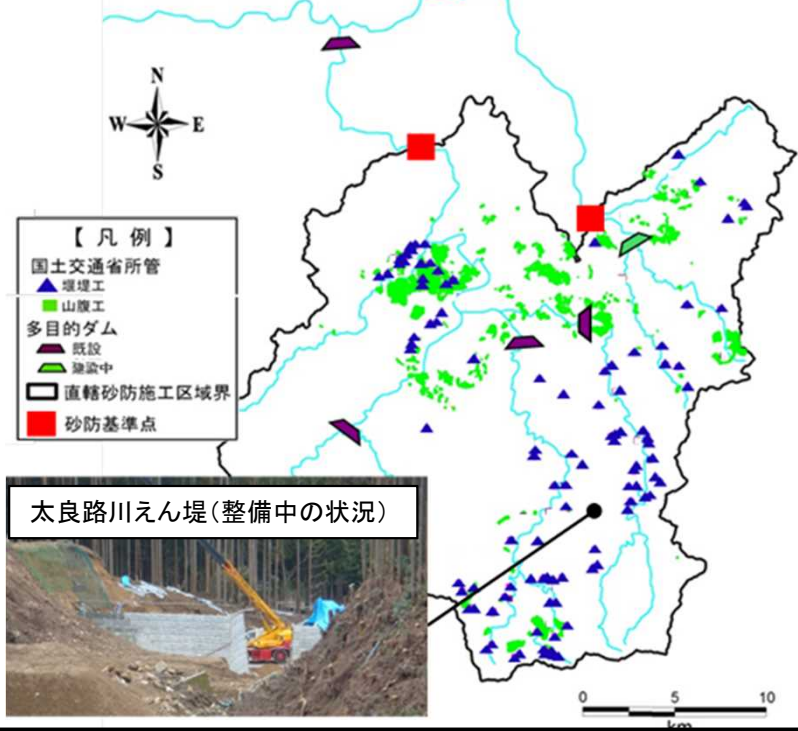 N
W E
S
【 凡 例 】
国土交通省所管
堰堤工
山腹工
多目的ダム
既設
建設中
直轄砂防施工区域界
砂防基準点
太良路川えん堤(整備中の状況)
0 5 10
km